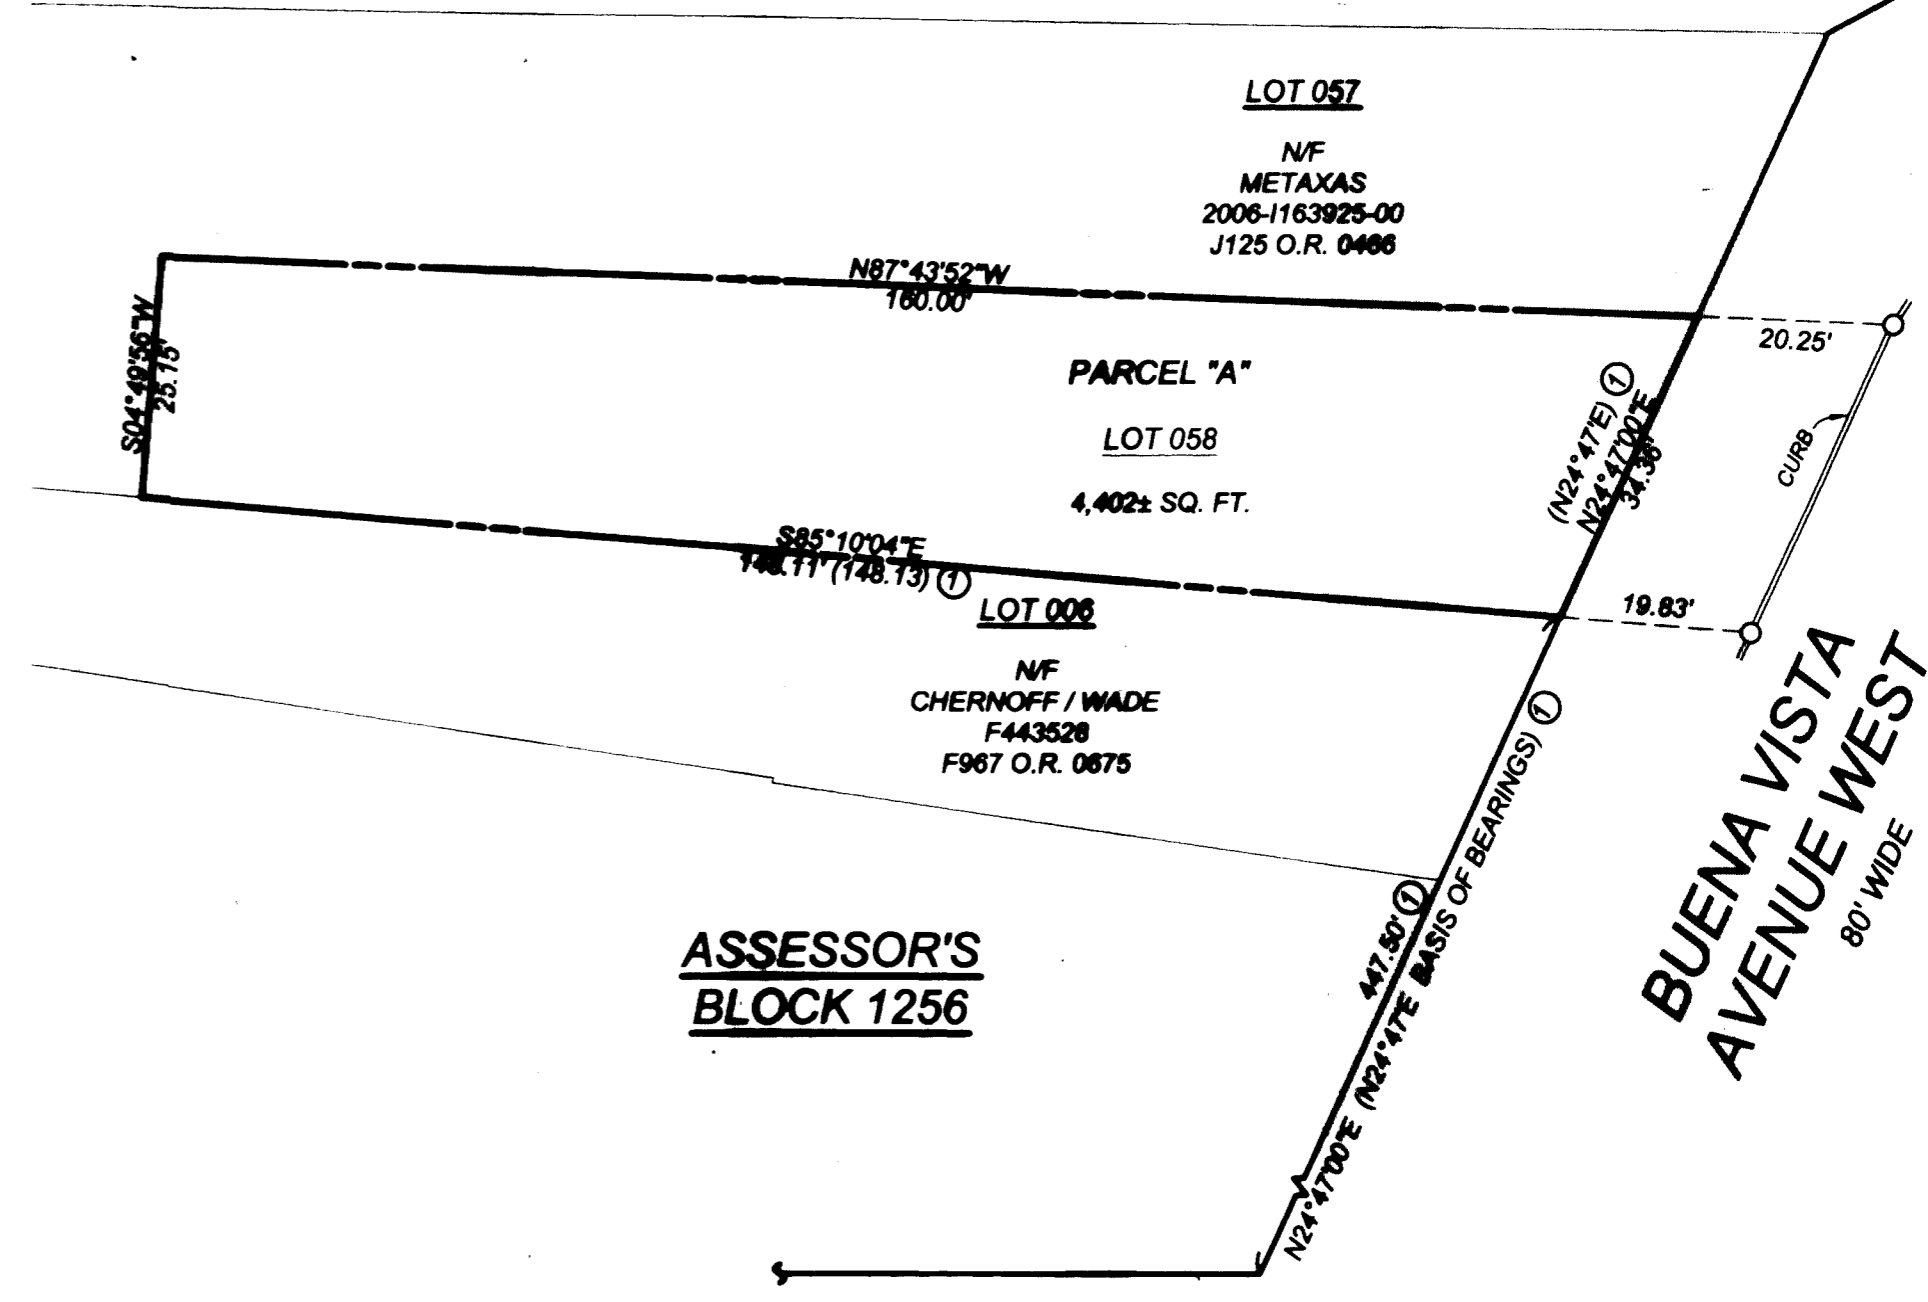 LOT 057
N/F
METAXAS
2006-I163925-00
J125 O.R. 0466
N87°43'52"W
160.00'
20.25'
S04°49'56"W
25.15'
PARCEL "A"
LOT 058
4,402± SQ. FT.
(N24°47'E) 1
N24°47'00"E
34.36'
CURB
S85°10'04"E
148.11' (148.13) 1
19.83'
LOT 006
N/F
CHERNOFF / WADE
F443528
F967 O.R. 0675
BUENA VISTA
AVENUE WEST
80' WIDE
447.50' 1
N24°47'00"E (N24°47'E BASIS OF BEARINGS) 1
ASSESSOR'S
BLOCK 1256